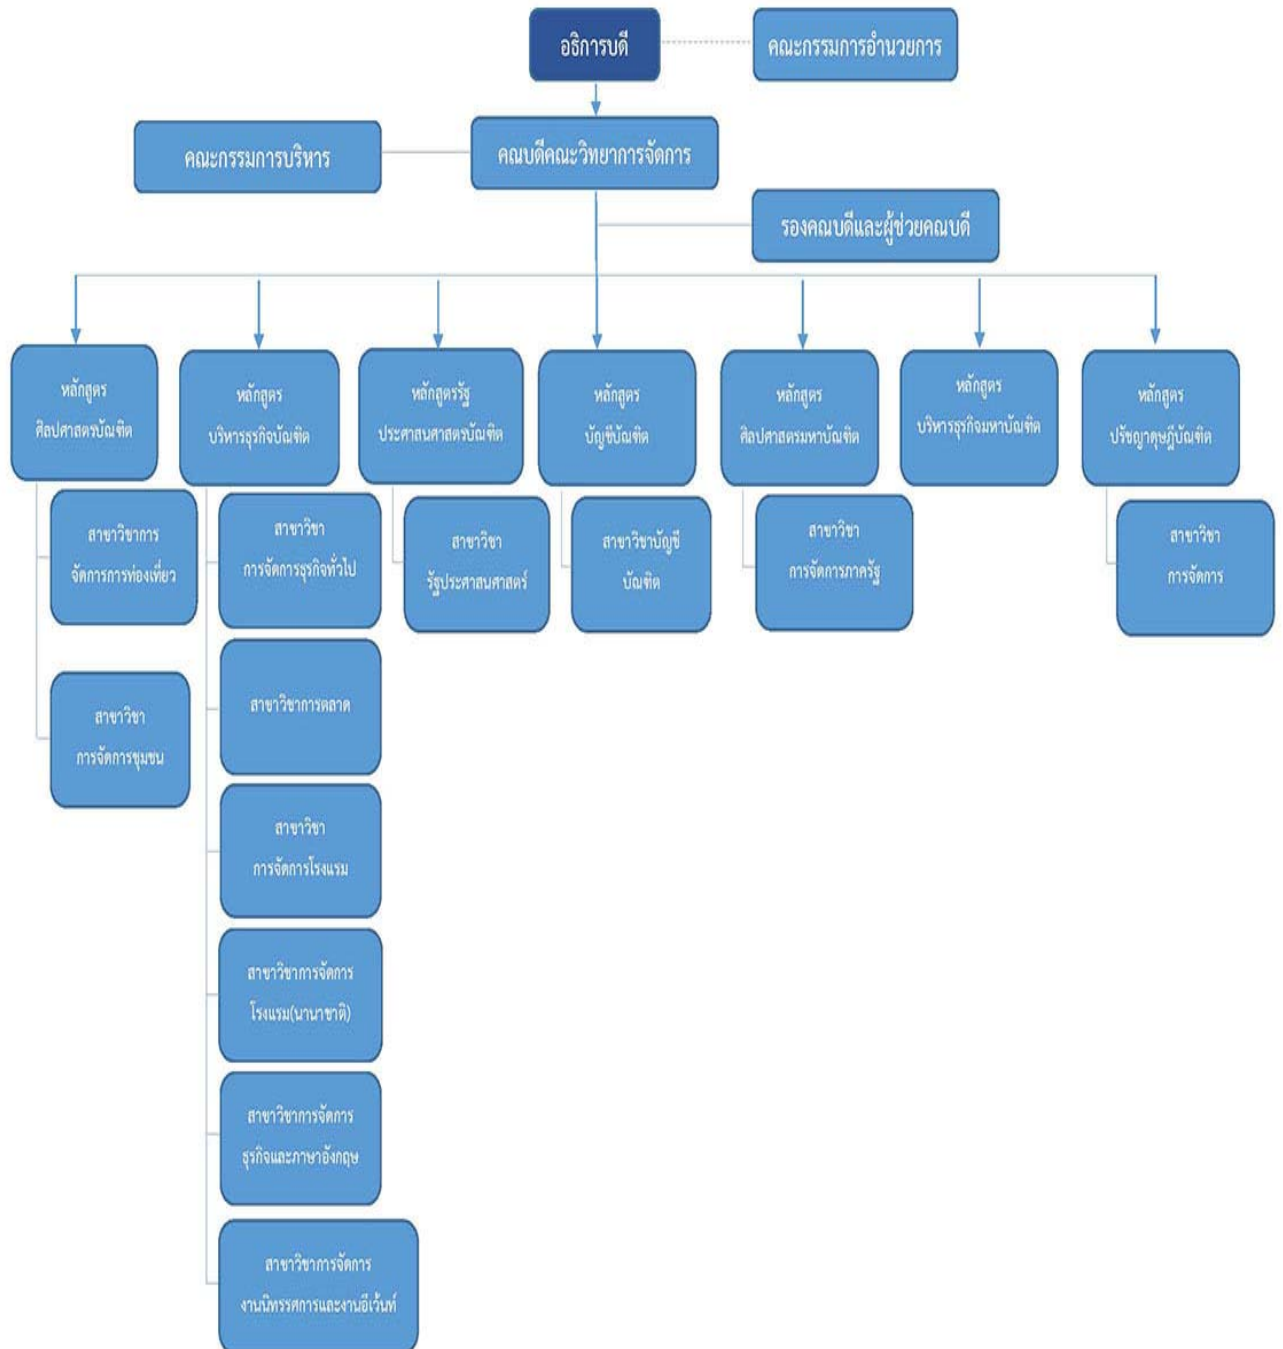 อธิการบดี
คณะกรรมการอำนวยการ
คณะกรรมการบริหาร
คณบดีคณะวิทยาการจัดการ
รองคณบดีและผู้ช่วยคณบดี
หลักสูตร
ศิลปศาสตรบัณฑิต
หลักสูตร
บริหารธุรกิจบัณฑิต
หลักสูตรรัฐ
ประศาสนศาสตรบัณฑิต
หลักสูตร
บัญชีบัณฑิต
หลักสูตร
ศิลปศาสตรมหาบัณฑิต
หลักสูตร
บริหารธุรกิจมหาบัณฑิต
หลักสูตร
ปรัชญาดุษฎีบัณฑิต
สาขาวิชาการ
จัดการการท่องเที่ยว
สาขาวิชา
การจัดการชุมชน
สาขาวิชา
การจัดการธุรกิจทั่วไป
สาขาวิชาการตลาด
สาขาวิชา
การจัดการโรงแรม
สาขาวิชาการจัดการ
โรงแรม(นานาชาติ)
สาขาวิชาการจัดการ
ธุรกิจและภาษาอังกฤษ
สาขาวิชาการจัดการ
งานนิทรรศการและงานอีเว้นท์
สาขาวิชา
รัฐประศาสนศาสตร์
สาขาวิชาบัญชี
บัณฑิต
สาขาวิชา
การจัดการภาครัฐ
สาขาวิชา
การจัดการ